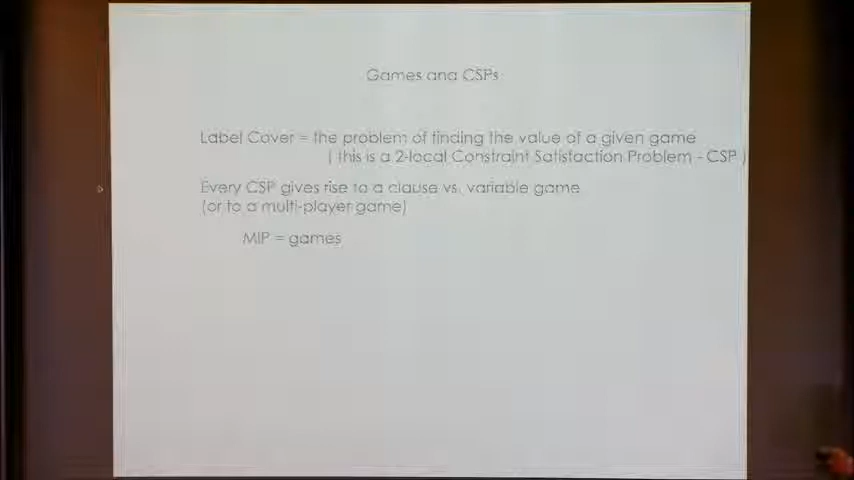 Games and CSPs
Label Cover = the problem of finding the value of a given game
( this is a 2-local Constraint Satisfaction Problem - CSP )
Every CSP gives rise to a clause vs. variable game
(or to a multi-player game)
MIP = games